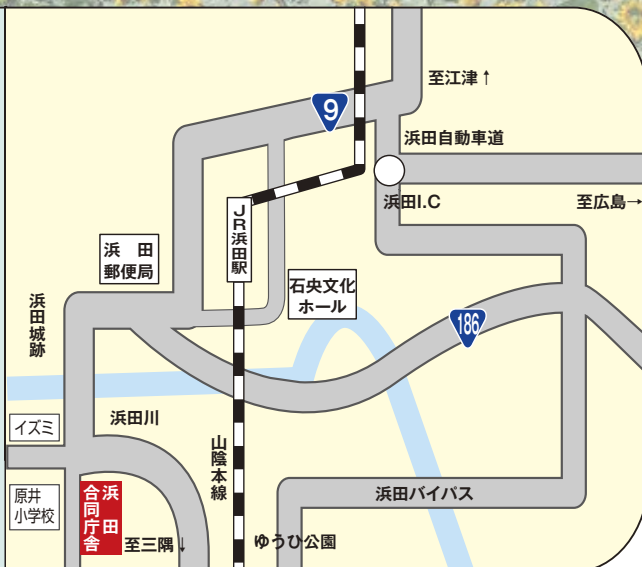 至江津↑
9
浜田自動車道
浜田I.C
至広島→
JR浜田駅
浜田
郵便局
石央文化
ホール
浜田城跡
186
イズミ
浜田川
山陰本線
原井
小学校
浜田
合同庁舎
至三隅↓
ゆうひ公園
浜田バイパス